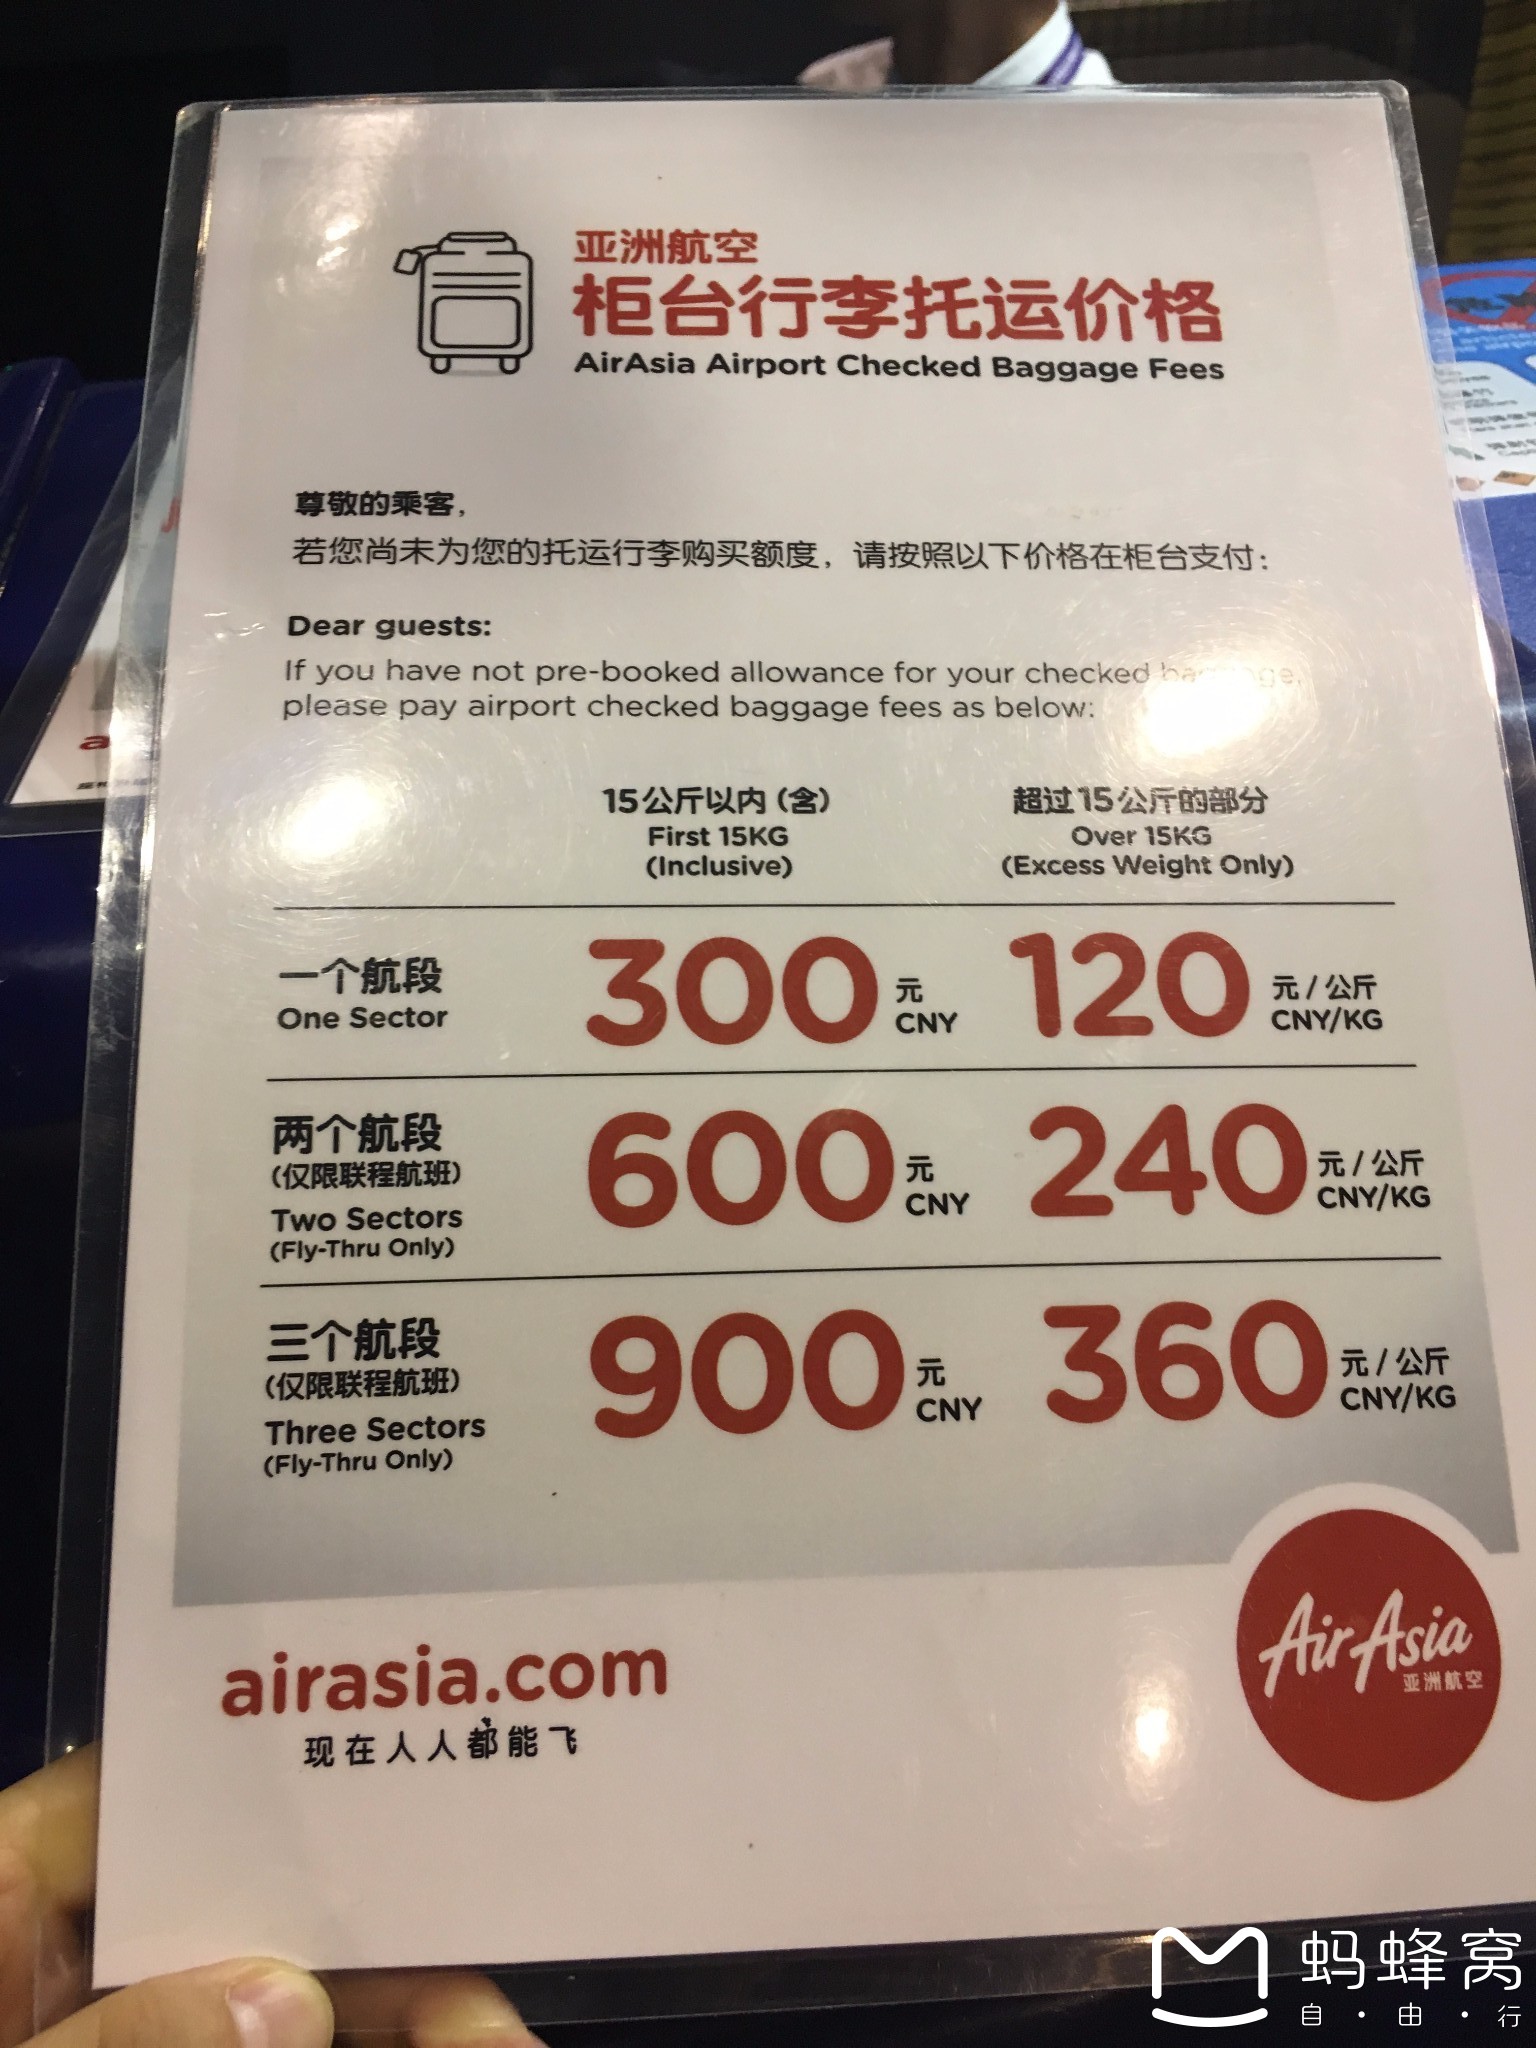 亚洲航空
柜台行李托运价格
AirAsia Airport Checked Baggage Fees
尊敬的乘客，
若您尚未为您的托运行李购买额度，请按照以下价格在柜台支付：
Dear guests:
If you have not pre-booked allowance for your checked baggage,
please pay airport checked baggage fees as below:
15公斤以内（含） 超过15公斤的部分
First 15KG Over 15KG
(Inclusive) (Excess Weight Only)
一个航段 300 元 120 元 / 公斤
One Sector CNY CNY/KG
两个航段 600 元 240 元 / 公斤
(仅限联程航班) CNY CNY/KG
Two Sectors
(Fly-Thru Only)
三个航段 900 元 360 元 / 公斤
(仅限联程航班) CNY CNY/KG
Three Sectors
(Fly-Thru Only)
airasia.com
现在人人都能飞
AirAsia
亚洲航空
蚂蜂窝
自·由·行